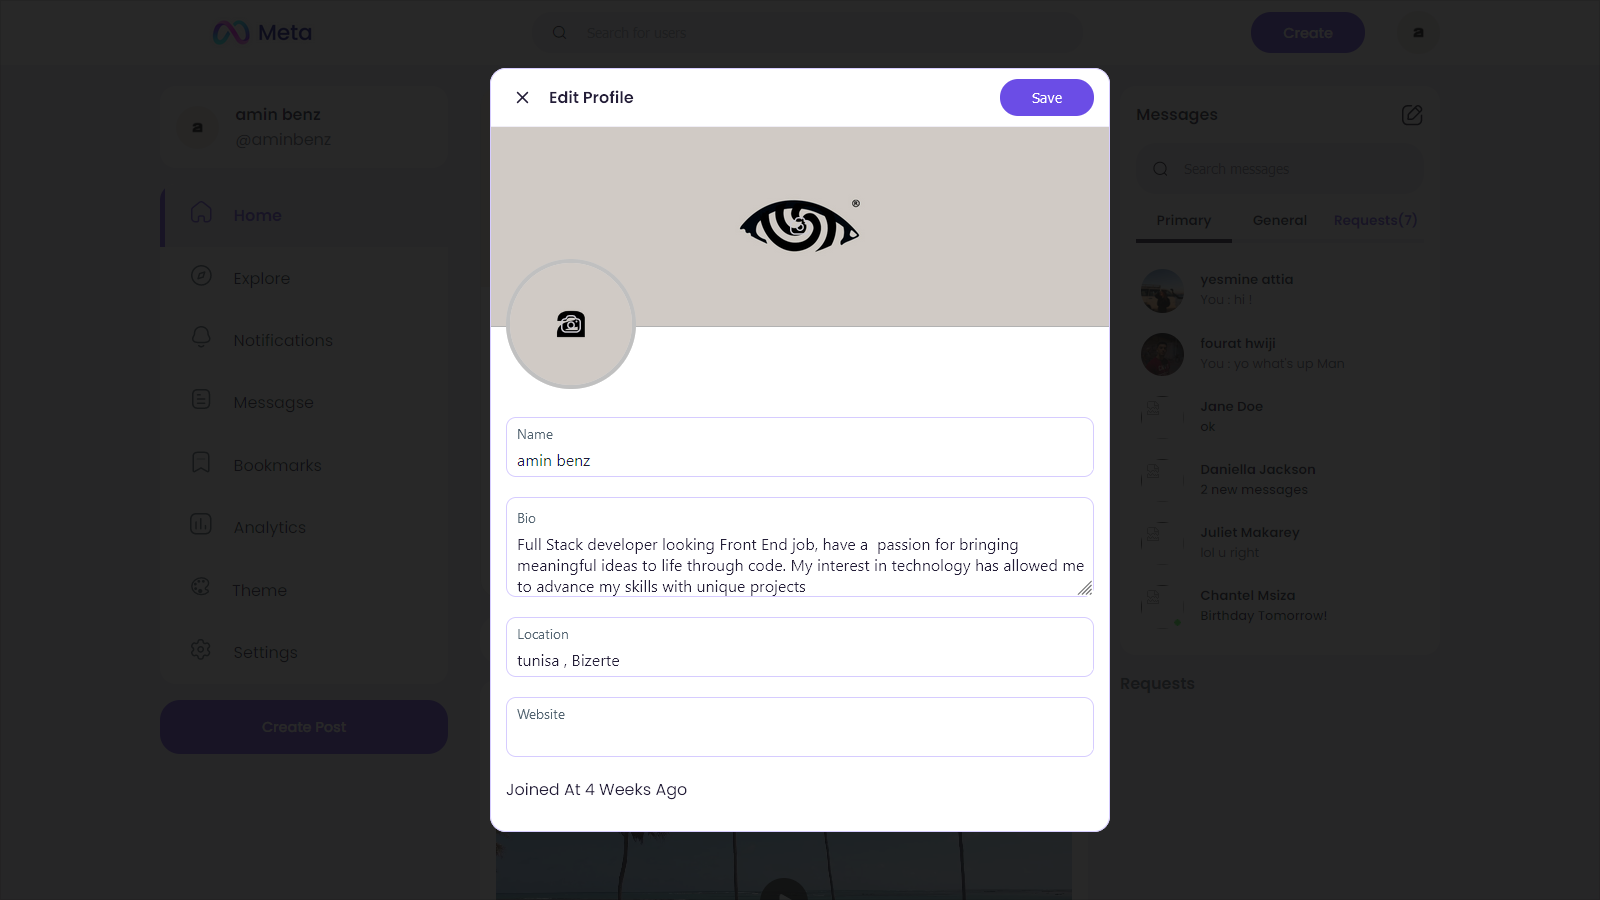 Meta
Search for users
Create
a
Edit Profile
Save
®
a
amin benz
@aminbenz
Home
Explore
Notifications
Messagse
Bookmarks
Analytics
Theme
Settings
Create Post
Name
amin benz
Bio
Full Stack developer looking Front End job, have a  passion for bringing
meaningful ideas to life through code. My interest in technology has allowed me
to advance my skills with unique projects
Location
tunisa , Bizerte
Website
Joined At 4 Weeks Ago
Messages
Search messages
Primary General Requests(7)
yesmine attia
You : hi !
fourat hwiji
You : yo what's up Man
Jane Doe
ok
Daniella Jackson
2 new messages
Juliet Makarey
lol u right
Chantel Msiza
Birthday Tomorrow!
Requests